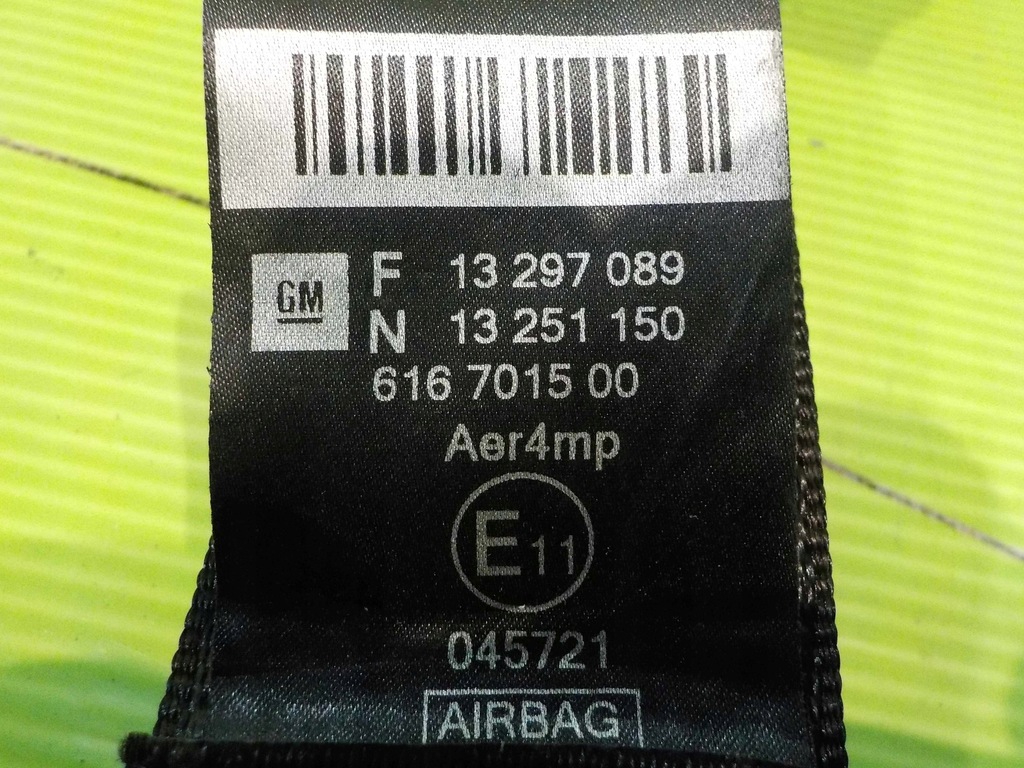 GM F 13 297 089
N 13 251 150
616 7015 00
Aer4mp
E11
045721
AIRBAG